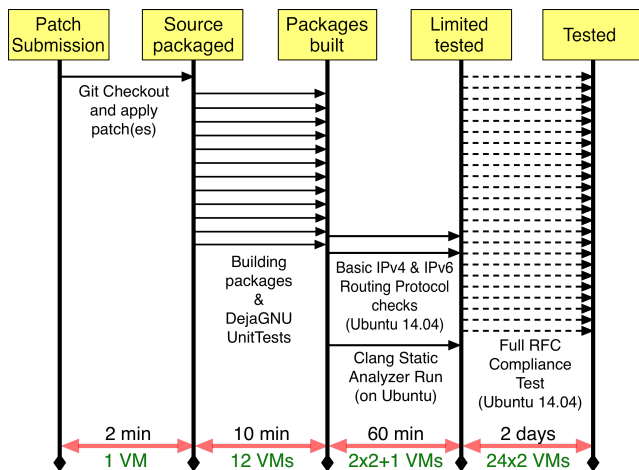 Patch
Submission
Source
packaged
Packages
built
Limited
tested
Tested
Git Checkout
and apply
patch(es)
Building
packages
&
DejaGNU
UnitTests
Basic IPv4 & IPv6
Routing Protocol
checks
(Ubuntu 14.04)
Clang Static
Analyzer Run
(on Ubuntu)
Full RFC
Compliance
Test
(Ubuntu 14.04)
2 min
10 min
60 min
2 days
1 VM
12 VMs
2x2+1 VMs
24x2 VMs